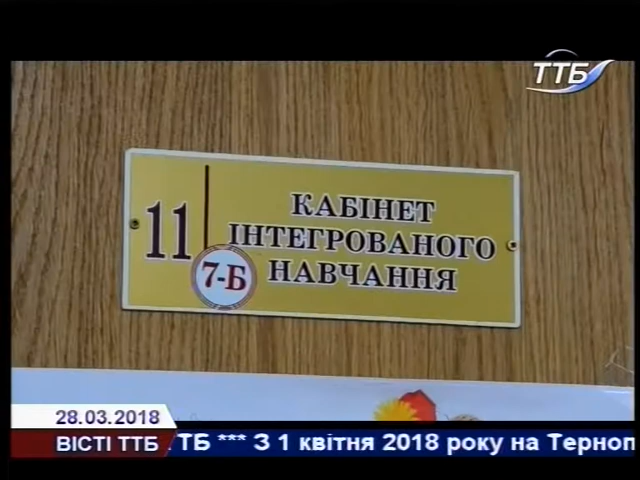 ТТБ
КАБІНЕТ
11
ІНТЕГРОВАНОГО
7-Б
НАВЧАННЯ
28.03.2018
ВІСТІ ТТБ
ТБ *** З 1 квітня 2018 року на Терноп